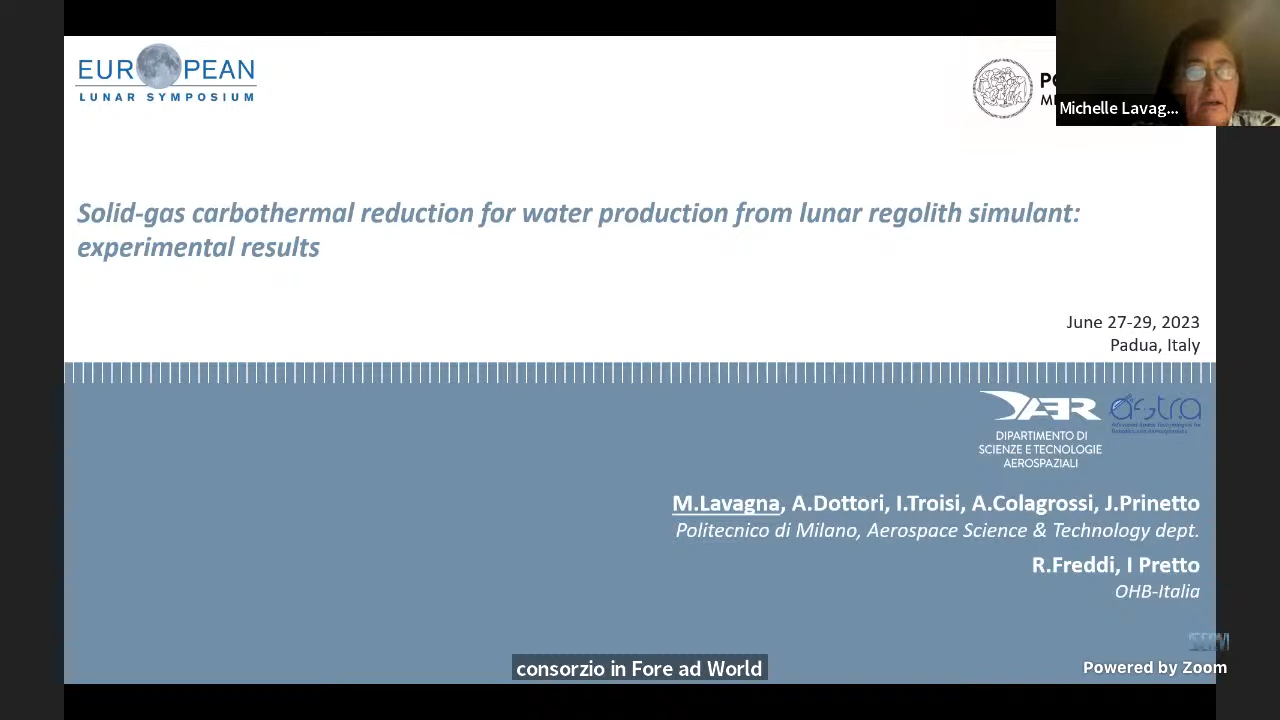 EUROPEAN
LUNAR SYMPOSIUM
Michelle Lavag...
Solid-gas carbothermal reduction for water production from lunar regolith simulant:
experimental results
June 27-29, 2023
Padua, Italy
DAER
astra
DIPARTIMENTO DI
SCIENZE E TECNOLOGIE
AEROSPAZIALI
M.Lavagna, A.Dottori, I.Troisi, A.Colagrossi, J.Prinetto
Politecnico di Milano, Aerospace Science & Technology dept.
R.Freddi, I Pretto
OHB-Italia
consorzio in Fore ad World
Powered by Zoom